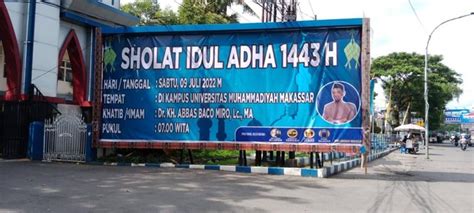 SHOLAT IDUL ADHA 1443 H
HARI / TANGGAL : SABTU, 09 JULI 2022 M
TEMPAT : DI KAMPUS UNIVERSITAS MUHAMMADIYAH MAKASSAR
KHATIB /IMAM : Dr. KH. ABBAS BACO MIRO, Lc., MA
PUKUL : 07.00 WITA